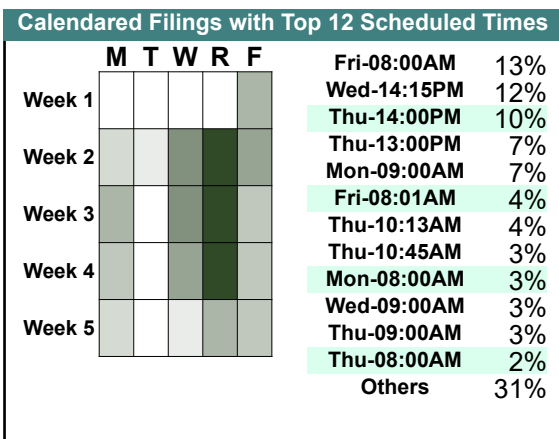 Calendared Filings with Top 12 Scheduled Times
M T W R F
Week 1
Week 2
Week 3
Week 4
Week 5
Fri-08:00AM 13%
Wed-14:15PM 12%
Thu-14:00PM 10%
Thu-13:00PM 7%
Mon-09:00AM 7%
Fri-08:01AM 4%
Thu-10:13AM 4%
Thu-10:45AM 3%
Mon-08:00AM 3%
Wed-09:00AM 3%
Thu-09:00AM 3%
Thu-08:00AM 2%
Others 31%